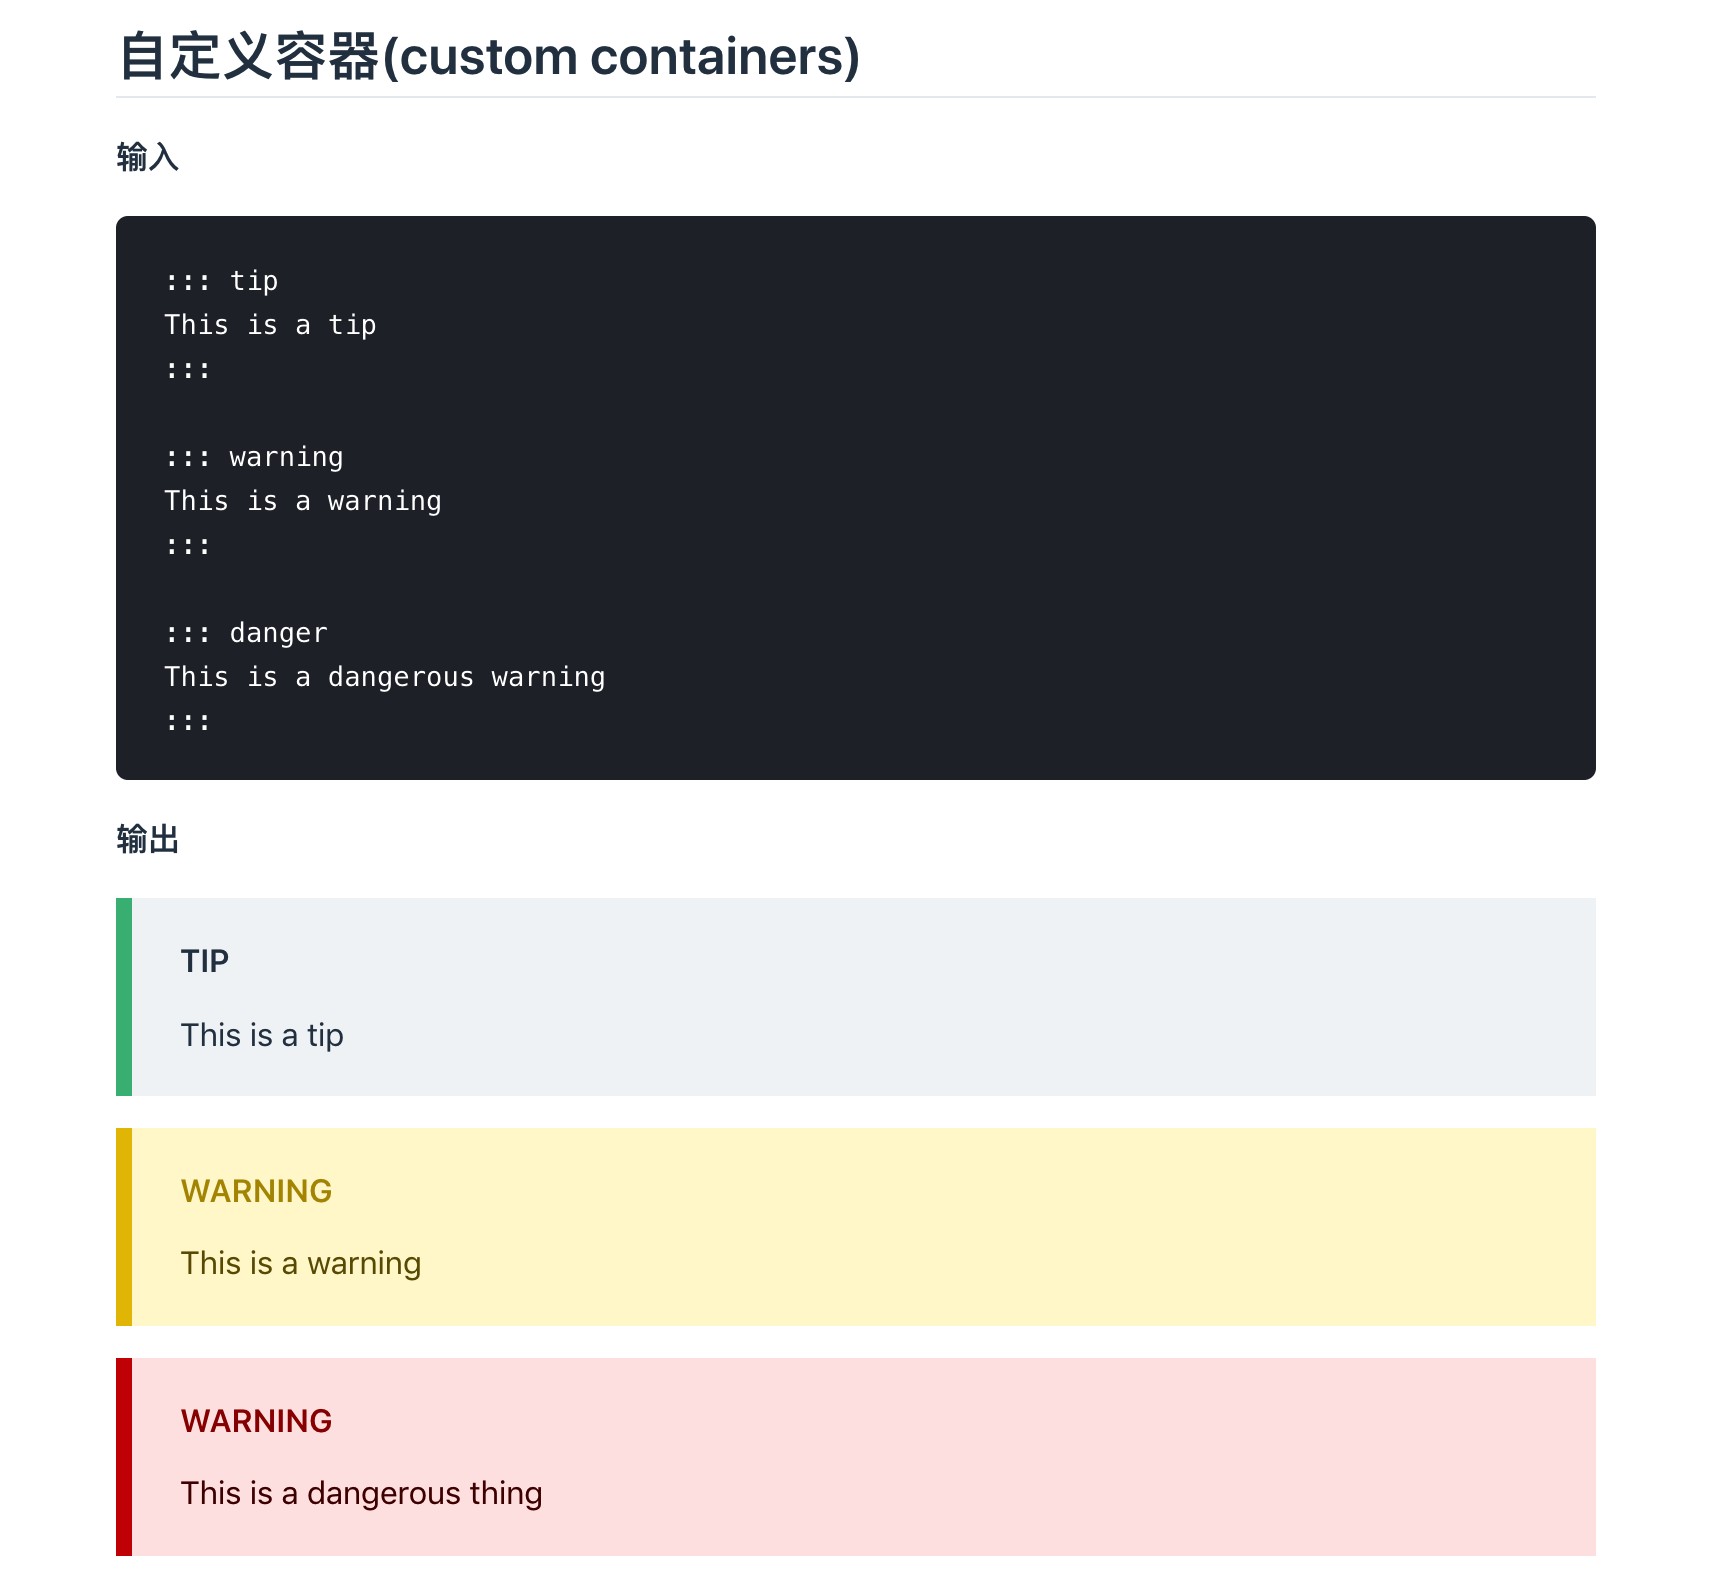 自定义容器(custom containers)
输入
::: tip
This is a tip
:::
::: warning
This is a warning
:::
::: danger
This is a dangerous warning
:::
输出
TIP
This is a tip
WARNING
This is a warning
WARNING
This is a dangerous thing